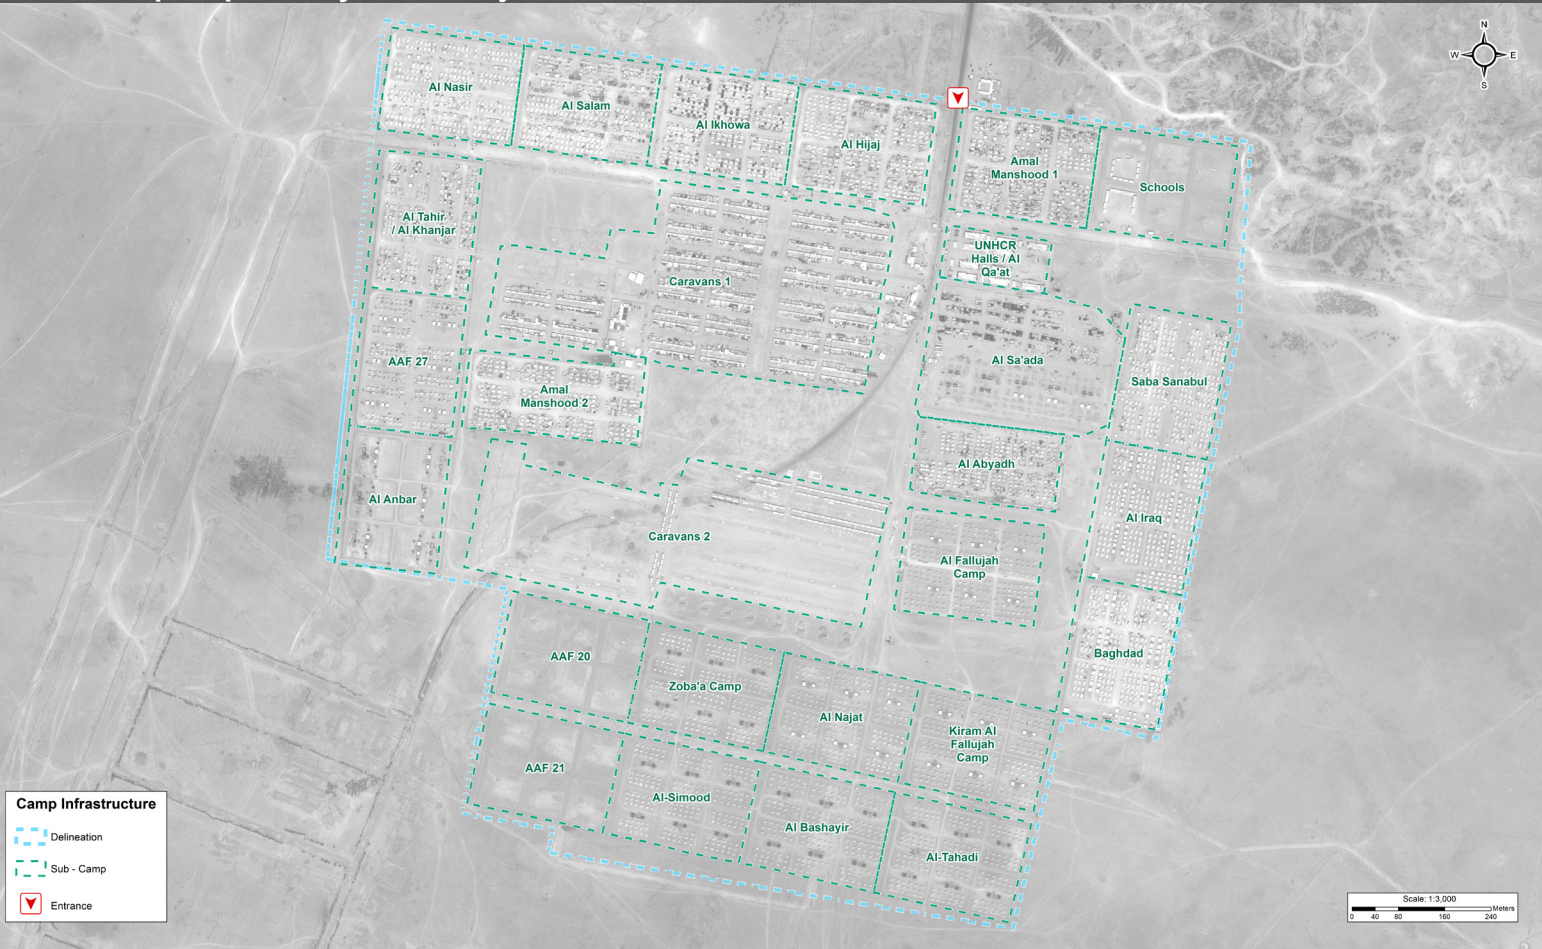 N
W
E
S
Al Nasir
Al Salam
Al Ikhowa
Al Hijaj
Amal
Manshood 1
Schools
Al Tahir
/ Al Khanjar
UNHCR
Halls / Al
Qa'at
Caravans 1
AAF 27
Amal
Manshood 2
Al Sa'ada
Saba Sanabul
Al Abyadh
Al Anbar
Caravans 2
Al Iraq
Al Fallujah
Camp
Baghdad
AAF 20
Zoba'a Camp
Al Najat
Kiram Al
Fallujah
Camp
AAF 21
Al-Simood
Al Bashayir
Al-Tahadi
Camp Infrastructure
Delineation
Sub - Camp
Entrance
Scale: 1:3,000
Meters
0 40 80 160 240